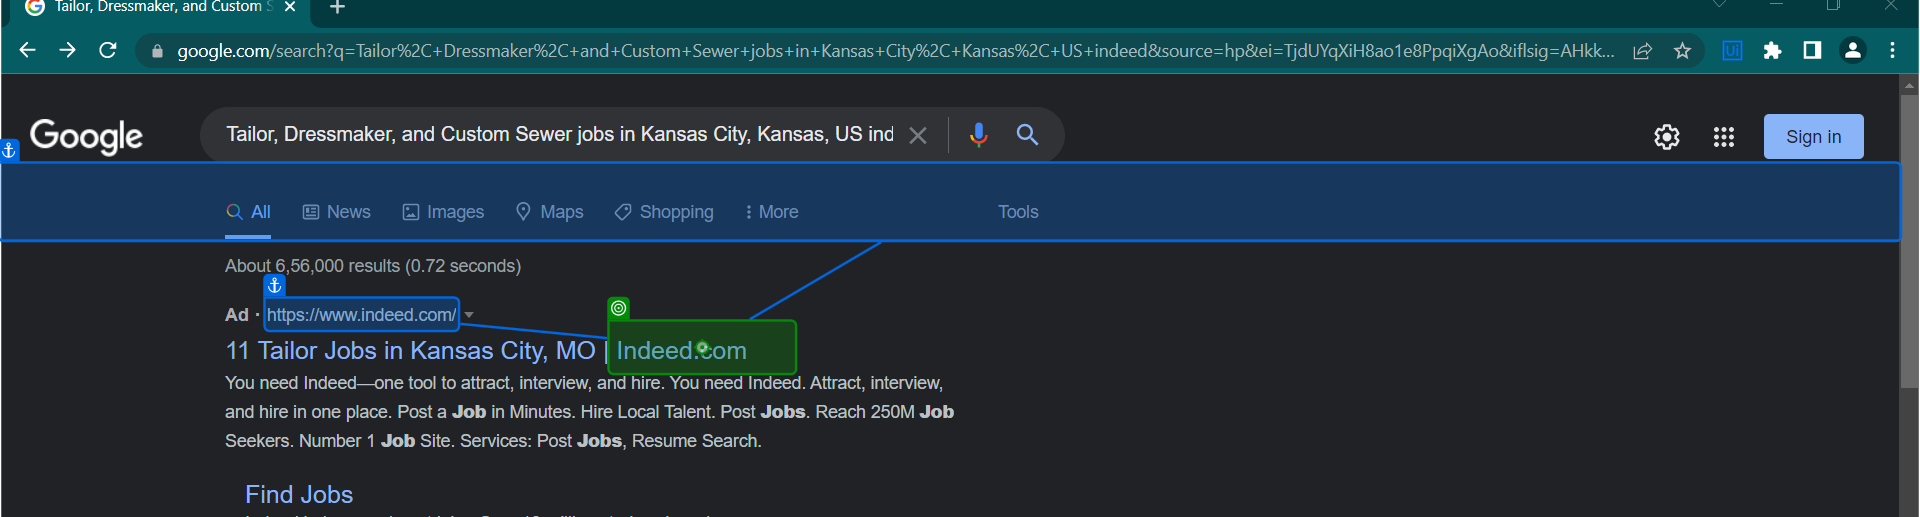 Tailor, Dressmaker, and Custom S
google.com/search?q=Tailor%2C+Dressmaker%2C+and+Custom+Sewer+jobs+in+Kansas+City%2C+Kansas%2C+US+indeed&source=hp&ei=TjdUYqXiH8ao1e8PpqiXgAo&iflsig=AHkk...
Ui
Google
Tailor, Dressmaker, and Custom Sewer jobs in Kansas City, Kansas, US ind
Sign in
All News Images Maps Shopping More Tools
About 6,56,000 results (0.72 seconds)
Ad · https://www.indeed.com/
11 Tailor Jobs in Kansas City, MO | Indeed.com
You need Indeed—one tool to attract, interview, and hire. You need Indeed. Attract, interview,
and hire in one place. Post a Job in Minutes. Hire Local Talent. Post Jobs. Reach 250M Job
Seekers. Number 1 Job Site. Services: Post Jobs, Resume Search.
Find Jobs